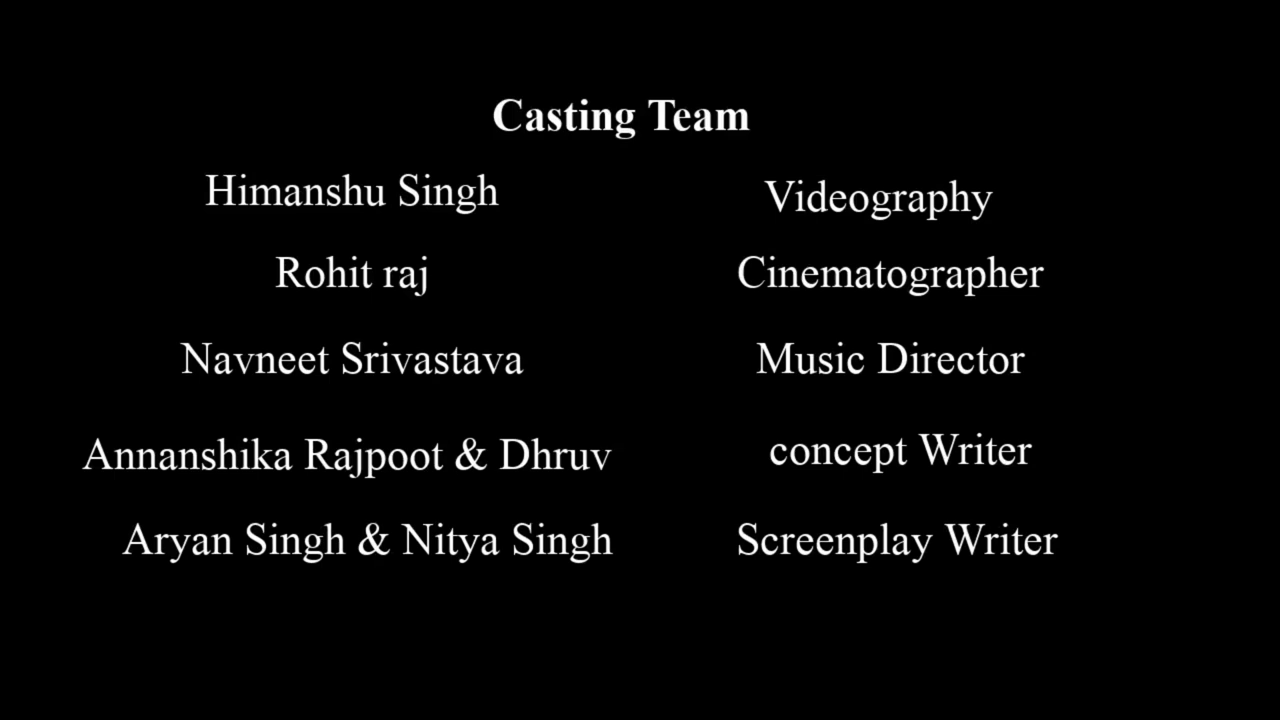 Casting Team
Himanshu Singh Videography
Rohit raj Cinematographer
Navneet Srivastava Music Director
Annanshika Rajpoot & Dhruv concept Writer
Aryan Singh & Nitya Singh Screenplay Writer